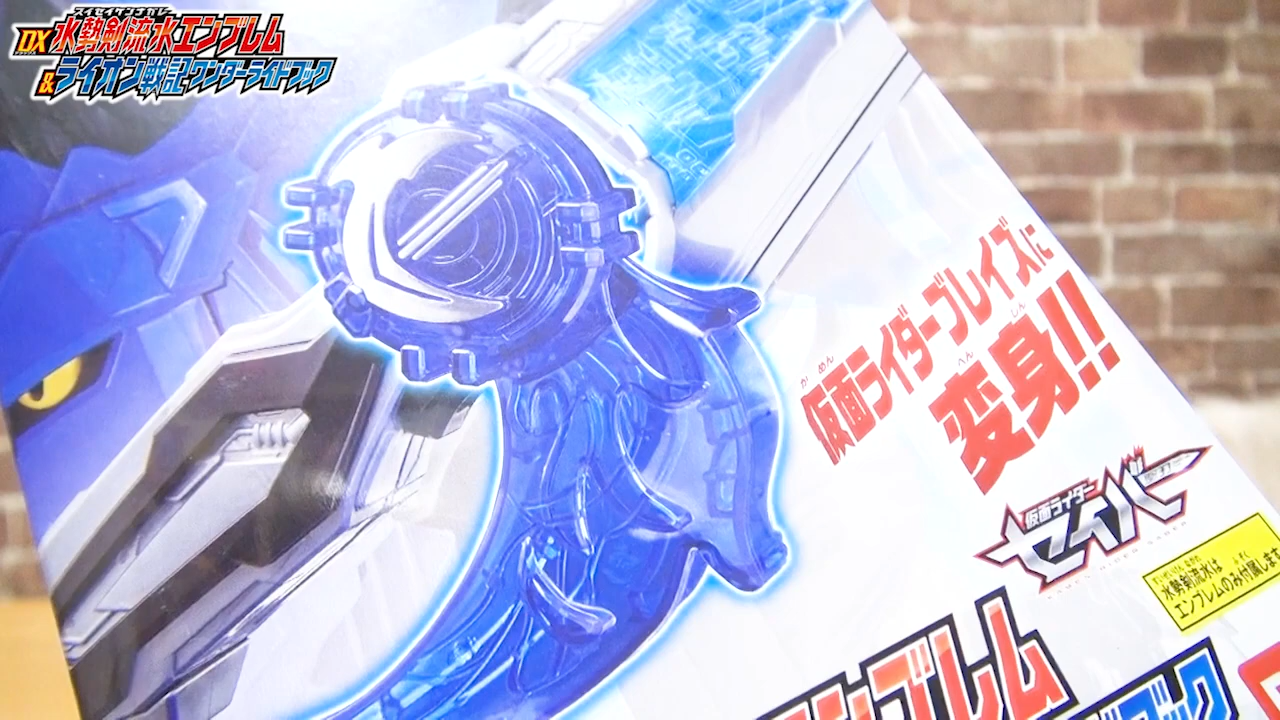 スイセイケンナガレ
DX水勢剣流水エンブレム
&ライオン戦記ワンダーライドブック
かめん
仮面ライダーブレイズに
へん しん
変身!!
仮面ライダー
セイバー
KAMEN RIDER SABER
水勢剣流水は
エンブレムのみ付属します
ンブレム
ブック